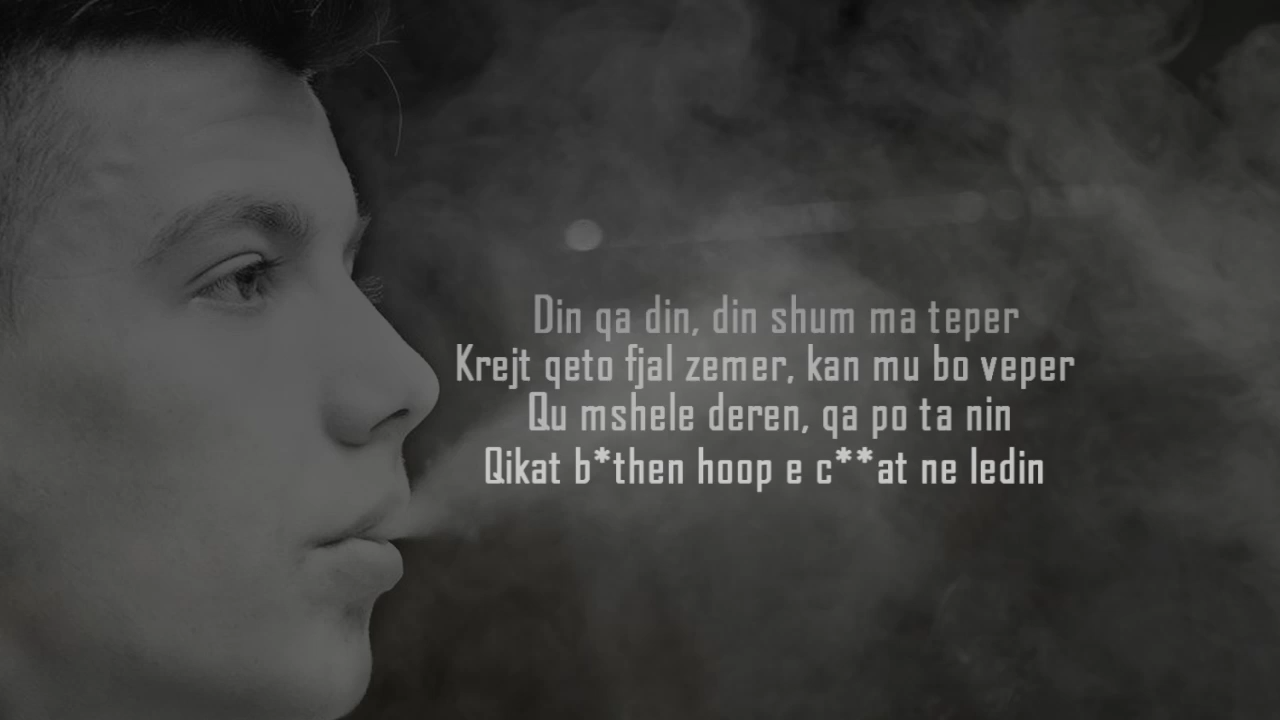 Din qa din, din shum ma teper
Krejt qeto fjal zemer, kan mu bo veper
Qu mshele deren, qa po ta nin
Qikat b*then hoop e c**at ne ledin